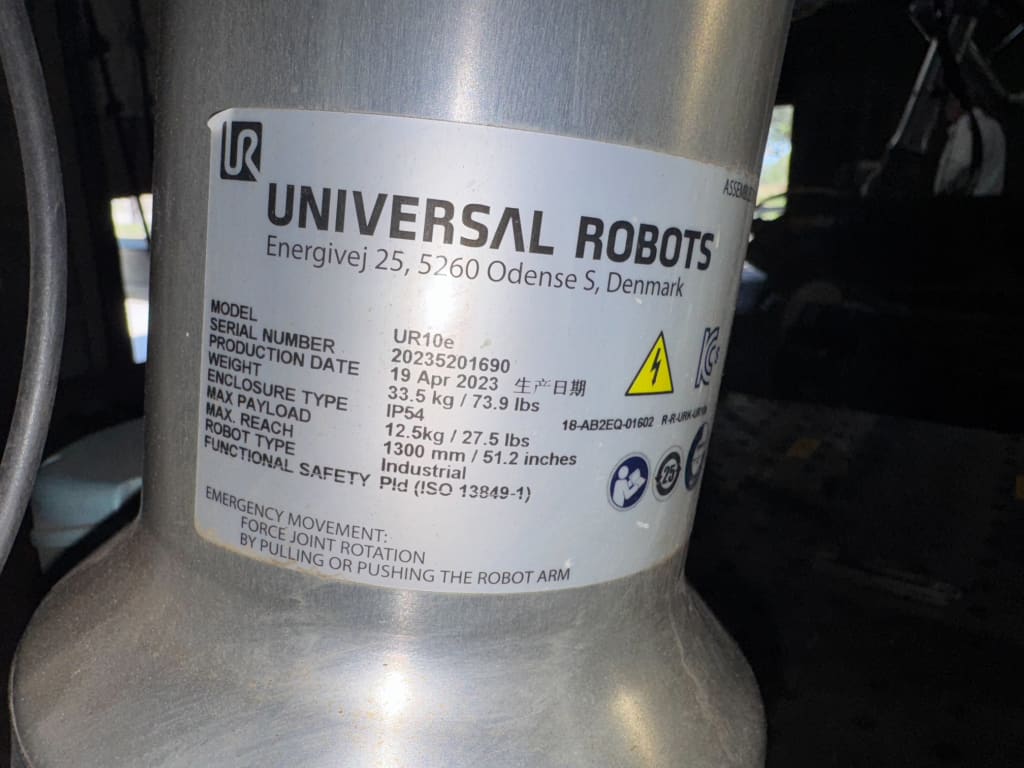 UR
UNIVERSAL ROBOTS
Energivej 25, 5260 Odense S, Denmark
MODEL UR10e
SERIAL NUMBER 20235201690
PRODUCTION DATE 19 Apr 2023 生产日期
WEIGHT 33.5 kg / 73.9 lbs
ENCLOSURE TYPE IP54
MAX PAYLOAD 12.5kg / 27.5 lbs
MAX. REACH 1300 mm / 51.2 inches
ROBOT TYPE Industrial
FUNCTIONAL SAFETY Pld (ISO 13849-1)
18-AB2EQ-01602
25
EMERGENCY MOVEMENT:
FORCE JOINT ROTATION
BY PULLING OR PUSHING THE ROBOT ARM